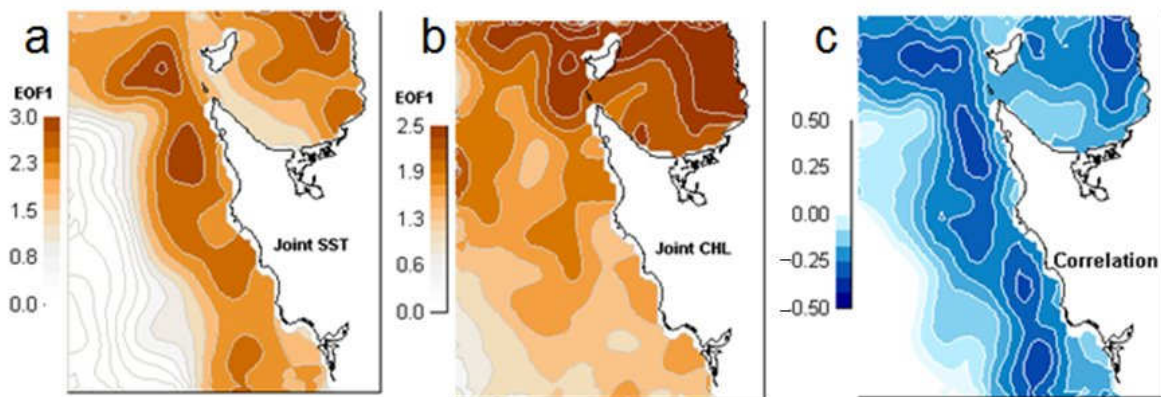 a
EOF1
3.0
2.3
1.5
0.8
0.0
Joint SST
b
EOF1
2.5
1.9
1.3
0.6
0.0
Joint CHL
c
0.50
0.25
0.00
–0.25
–0.50
Correlation